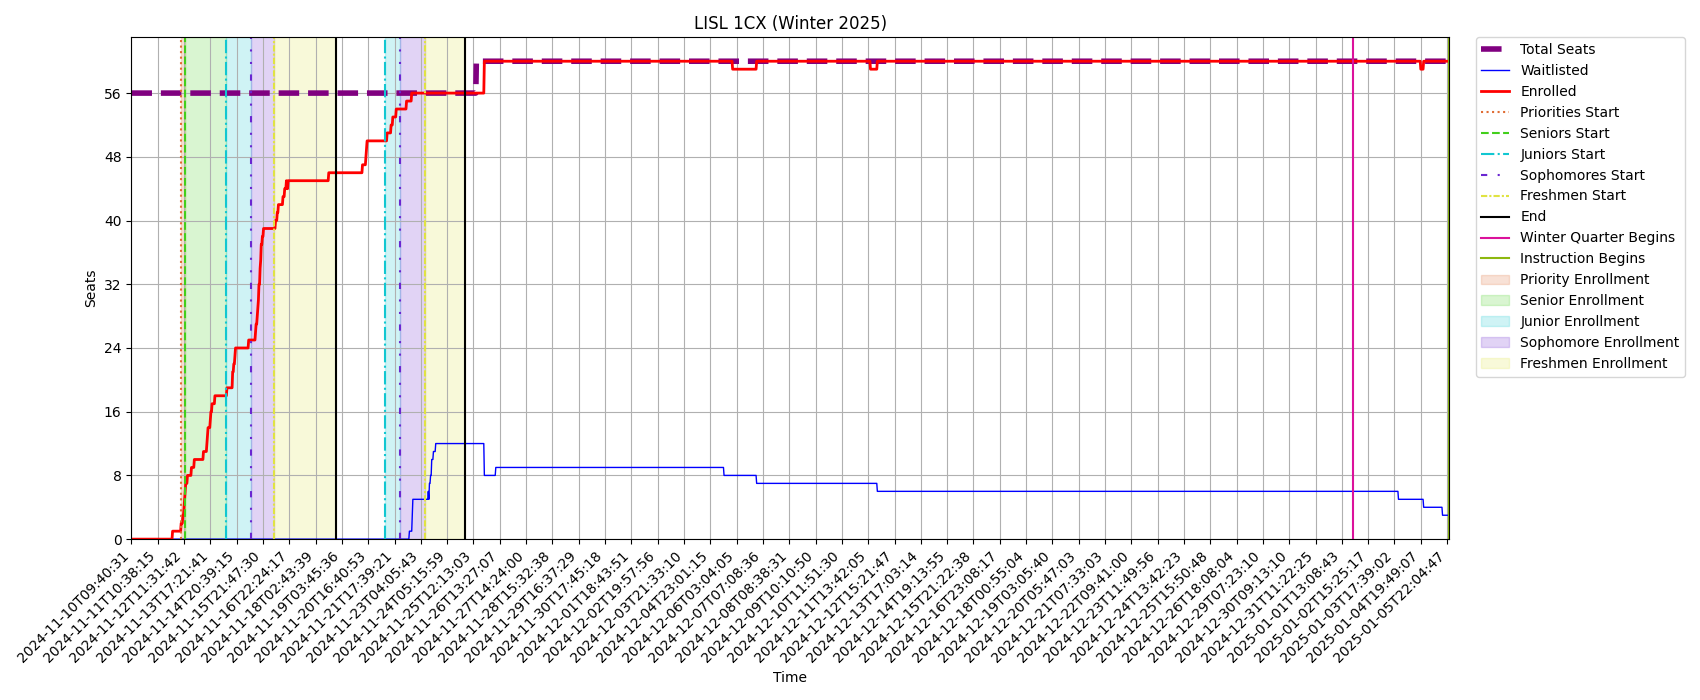 LISL 1CX (Winter 2025)
Seats
56
48
40
32
24
16
8
0
2024-11-10T09:40:31
2024-11-11T10:38:15
2024-11-12T11:31:42
2024-11-13T17:21:41
2024-11-14T20:39:15
2024-11-15T21:47:30
2024-11-16T22:24:17
2024-11-18T02:43:39
2024-11-19T03:45:36
2024-11-20T16:40:53
2024-11-21T17:39:21
2024-11-23T04:05:43
2024-11-24T05:15:59
2024-11-25T12:13:03
2024-11-26T13:27:07
2024-11-27T14:24:00
2024-11-28T15:32:38
2024-11-29T16:37:29
2024-11-30T17:45:18
2024-12-01T18:43:51
2024-12-02T19:57:56
2024-12-03T21:33:10
2024-12-04T23:01:15
2024-12-06T03:04:05
2024-12-07T07:08:36
2024-12-08T08:38:31
2024-12-09T10:10:50
2024-12-10T11:51:30
2024-12-11T13:42:05
2024-12-12T15:21:47
2024-12-13T17:03:14
2024-12-14T19:13:55
2024-12-15T21:22:38
2024-12-16T23:08:17
2024-12-18T00:55:04
2024-12-19T03:05:40
2024-12-20T05:47:03
2024-12-21T07:33:03
2024-12-22T09:41:00
2024-12-23T11:49:56
2024-12-24T13:42:23
2024-12-25T15:50:48
2024-12-26T18:08:04
2024-12-29T07:23:10
2024-12-30T09:13:10
2024-12-31T11:22:25
2025-01-01T13:08:43
2025-01-02T15:25:17
2025-01-03T17:39:02
2025-01-04T19:49:07
2025-01-05T22:04:47
Time
Total Seats
Waitlisted
Enrolled
Priorities Start
Seniors Start
Juniors Start
Sophomores Start
Freshmen Start
End
Winter Quarter Begins
Instruction Begins
Priority Enrollment
Senior Enrollment
Junior Enrollment
Sophomore Enrollment
Freshmen Enrollment